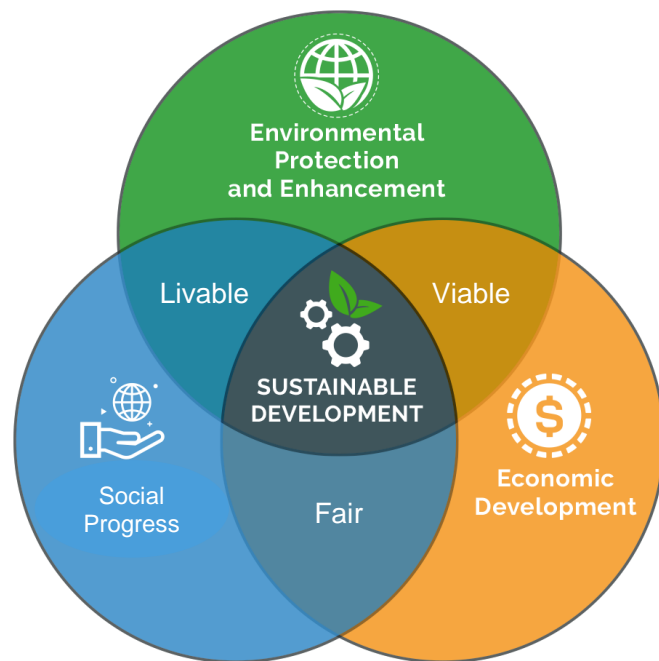 Environmental
Protection
and Enhancement
Livable
Viable
SUSTAINABLE
DEVELOPMENT
Social
Progress
$
Economic
Development
Fair